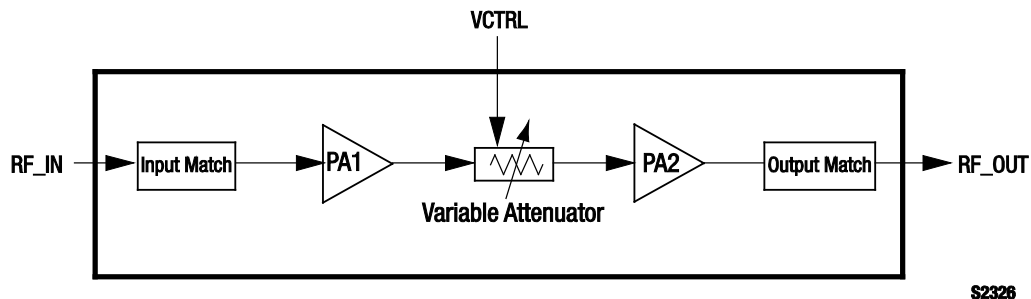 VCTRL
RF_IN
Input Match
PA1
PA2
Output Match
RF_OUT
Variable Attenuator
S2326